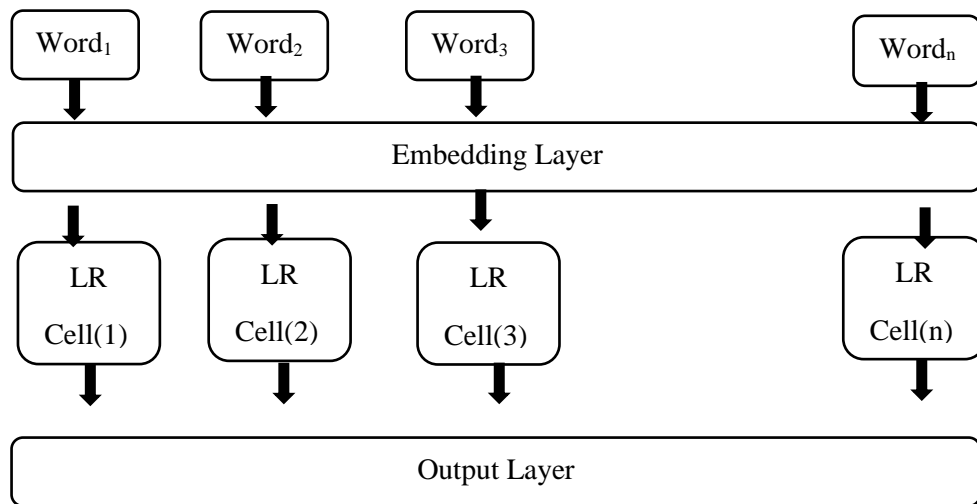 Word₁ Word₂ Word₃ Wordₙ
Embedding Layer
LR LR LR LR
Cell(1) Cell(2) Cell(3) Cell(n)
Output Layer